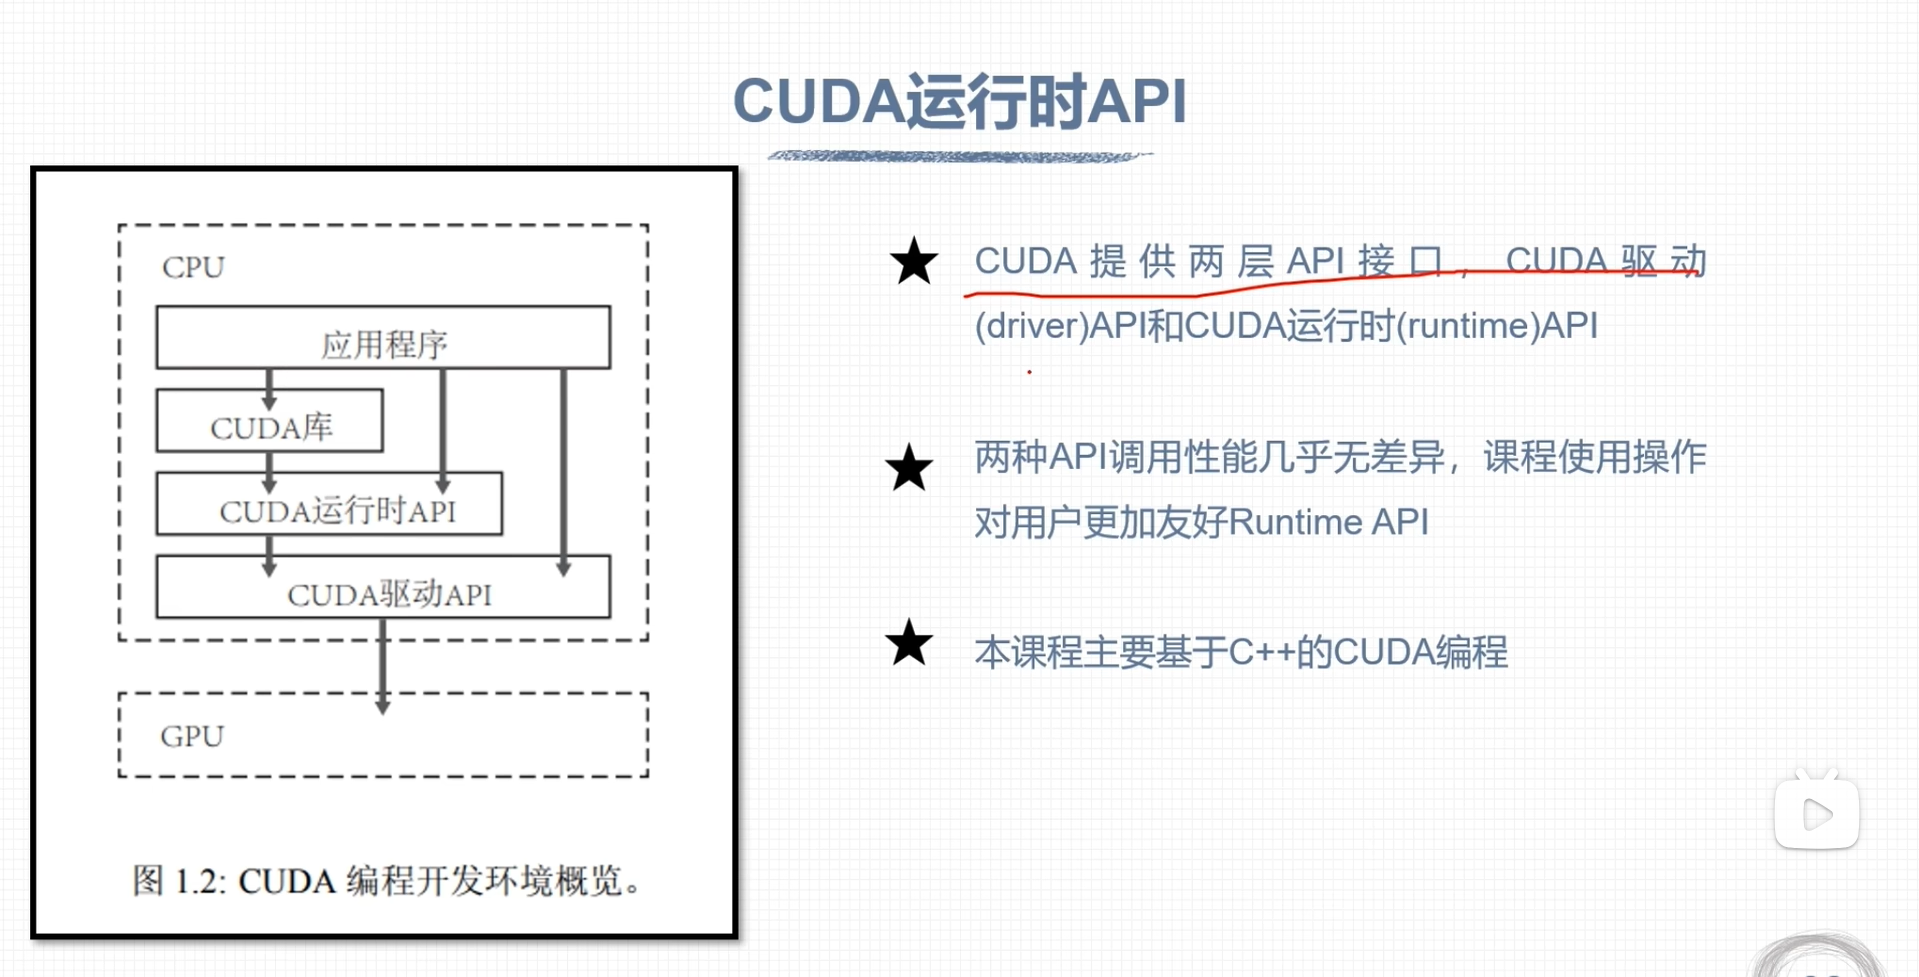 CUDA运行时API
CPU
应用程序
CUDA库
CUDA运行时API
CUDA驱动API
GPU
图 1.2: CUDA 编程开发环境概览。
CUDA提供两层API接口，CUDA驱动
(driver)API和CUDA运行时(runtime)API
两种API调用性能几乎无差异，课程使用操作
对用户更加友好Runtime API
本课程主要基于C++的CUDA编程